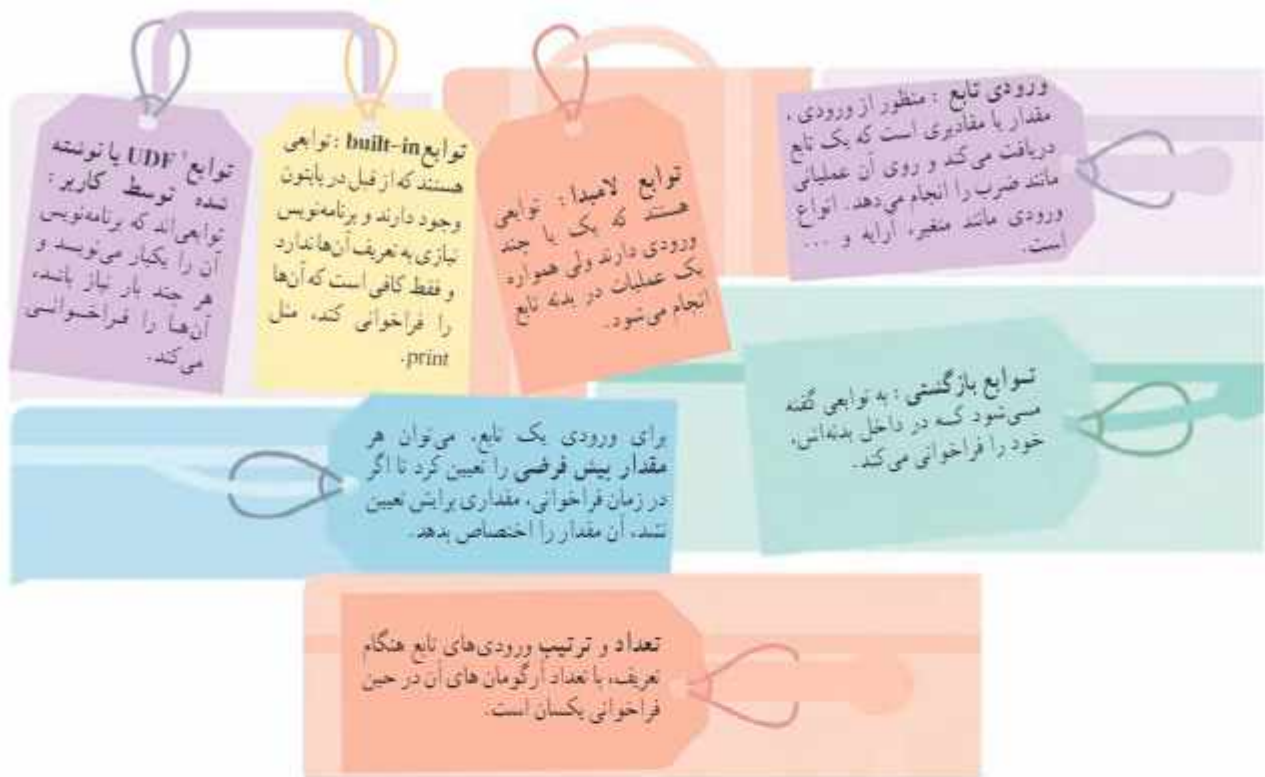 ورودی تابع : منظور از ورودی ،
مقدار یا مقادیری است که یک تابع
دریافت می‌کند و روی آن عملیاتی
مانند ضرب را انجام می‌دهد. انواع
ورودی مانند متغیر، آرایه و ...
است.
توابع لامبدا : توابعی
هستند که یک یا چند
ورودی دارند ولی همواره
یک عملیات در بدنه تابع
انجام می‌شود.
توابع built-in : توابعی
هستند که از قبل در پایتون
وجود دارند و برنامه‌نویس
نیازی به تعریف آن‌ها ندارد
و فقط کافی است که آن‌ها
را فراخوانی کند، مثل
print.
توابع UDF¹ یا نوشته
شده توسط کاربر :
توابعی‌اند که برنامه‌نویس
آن را یکبار می‌نویسد و
هر چند بار نیاز باشد،
آن‌ها را فراخوانی
می‌کند.
توابع بازگشتی : به توابعی گفته
می‌شود که در داخل بدنه‌اش،
خود را فراخوانی می‌کند.
برای ورودی یک تابع، می‌توان هر
مقدار پیش فرضی را تعیین کرد تا اگر
در زمان فراخوانی، مقداری برایش تعیین
نشد، آن مقدار را اختصاص بدهد.
تعداد و ترتیب ورودی‌های تابع هنگام
تعریف، با تعداد آرگومان های آن در حین
فراخوانی یکسان است.